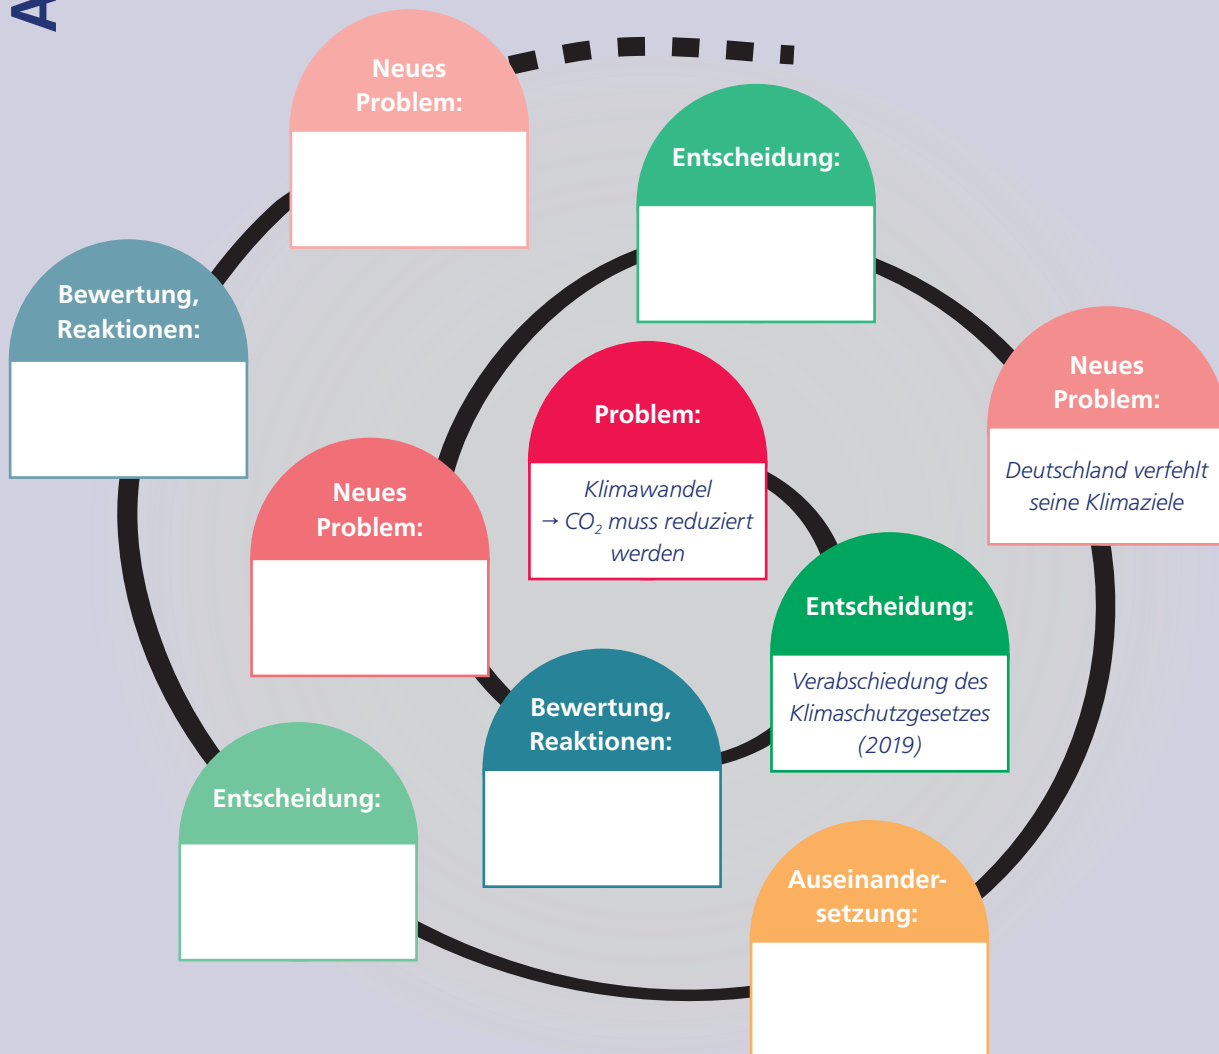 A
Neues
Problem:
Entscheidung:
Bewertung,
Reaktionen:
Problem:
Klimawandel
→ CO₂ muss reduziert
werden
Neues
Problem:
Deutschland verfehlt
seine Klimaziele
Neues
Problem:
Entscheidung:
Verabschiedung des
Klimaschutzgesetzes
(2019)
Bewertung,
Reaktionen:
Entscheidung:
Auseinander-
setzung: